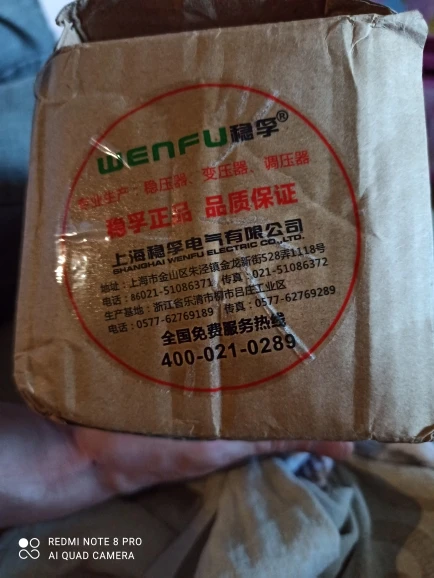 WENFU稳孚®
专业生产：稳压器、变压器、调压器
稳孚正品 品质保证
上海稳孚电气有限公司
SHANGHAI WENFU ELECTRIC CO.,LTD.
地址：上海市金山区朱泾镇金龙新街528弄1118号
电话：86021-51086371 传真：021-51086372
生产基地：浙江省乐清市柳市吕庄工业区
电话：0577-62769189 传真：0577-62769289
全国免费服务热线
400-021-0289
REDMI NOTE 8 PRO
AI QUAD CAMERA